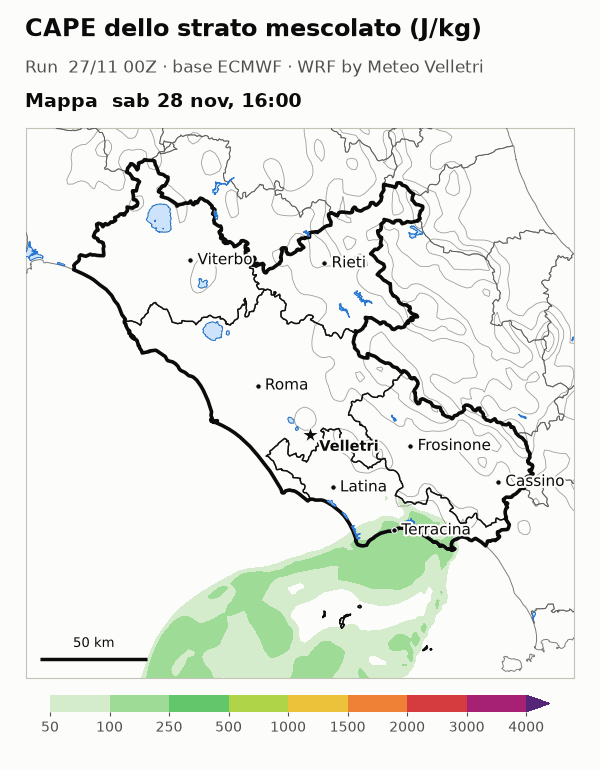 CAPE dello strato mescolato (J/kg)
Run  27/11 00Z · base ECMWF · WRF by Meteo Velletri
Mappa  sab 28 nov, 16:00
Viterbo
Rieti
Roma
Velletri
Frosinone
Cassino
Latina
Terracina
50 km
50 100 250 500 1000 1500 2000 3000 4000